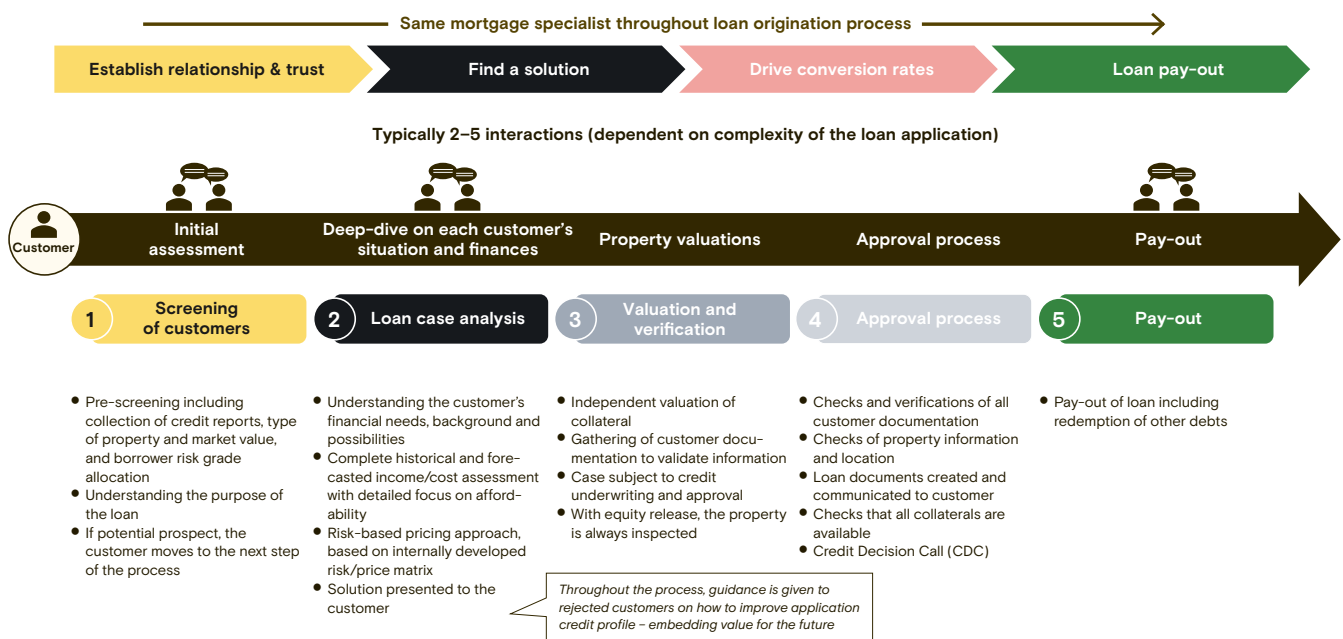 Same mortgage specialist throughout loan origination process
Establish relationship & trust
Find a solution
Drive conversion rates
Loan pay-out
Typically 2–5 interactions (dependent on complexity of the loan application)
Customer
Initial
assessment
Deep-dive on each customer's
situation and finances
Property valuations
Approval process
Pay-out
1
Screening
of customers
2
Loan case analysis
3
Valuation and
verification
4
Approval process
5
Pay-out
• Pre-screening including
collection of credit reports, type
of property and market value,
and borrower risk grade
allocation
• Understanding the purpose of
the loan
• If potential prospect, the
customer moves to the next step
of the process
• Understanding the customer's
financial needs, background and
possibilities
• Complete historical and fore-
casted income/cost assessment
with detailed focus on afford-
ability
• Risk-based pricing approach,
based on internally developed
risk/price matrix
• Solution presented to the
customer
• Independent valuation of
collateral
• Gathering of customer docu-
mentation to validate information
• Case subject to credit
underwriting and approval
• With equity release, the property
is always inspected
• Checks and verifications of all
customer documentation
• Checks of property information
and location
• Loan documents created and
communicated to customer
• Checks that all collaterals are
available
• Credit Decision Call (CDC)
• Pay-out of loan including
redemption of other debts
Throughout the process, guidance is given to
rejected customers on how to improve application
credit profile – embedding value for the future